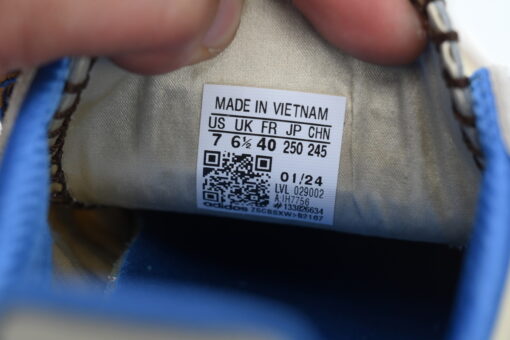 MADE IN VIETNAM
US UK FR JP CHN
7 6½ 40 250 245
01/24
LVL 029002
A IH7756
# 133826634
adidas